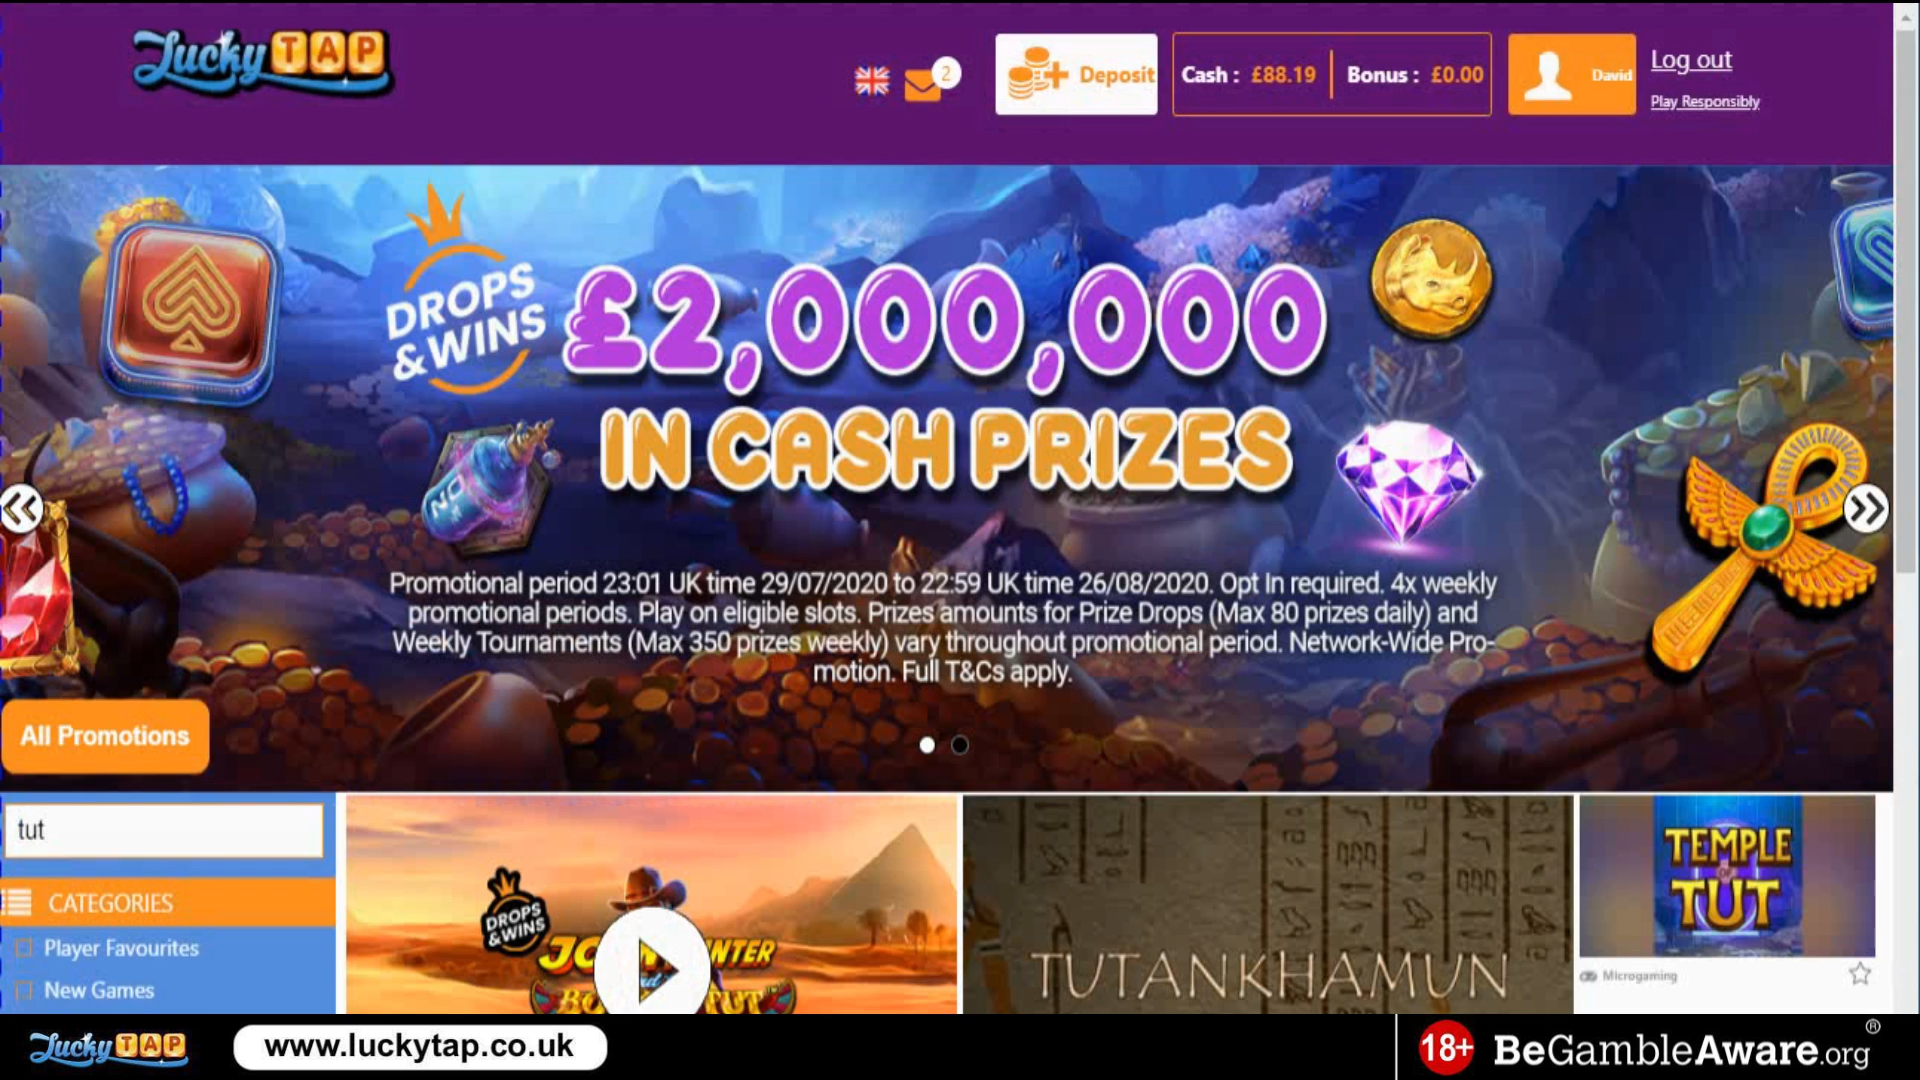 Lucky TAP
2
Deposit
Cash : £88.19
Bonus : £0.00
David
Log out
Play Responsibly
DROPS
&WINS
£2,000,000
IN CASH PRIZES
Promotional period 23:01 UK time 29/07/2020 to 22:59 UK time 26/08/2020. Opt In required. 4x weekly
promotional periods. Play on eligible slots. Prizes amounts for Prize Drops (Max 80 prizes daily) and
Weekly Tournaments (Max 350 prizes weekly) vary throughout promotional period. Network-Wide Pro-
motion. Full T&Cs apply.
All Promotions
tut
CATEGORIES
Player Favourites
New Games
DROPS
&WINS
TUTANKHAMUN
TEMPLE
OF
TUT
Microgaming
Lucky TAP
www.luckytap.co.uk
18+
BeGambleAware.org
®